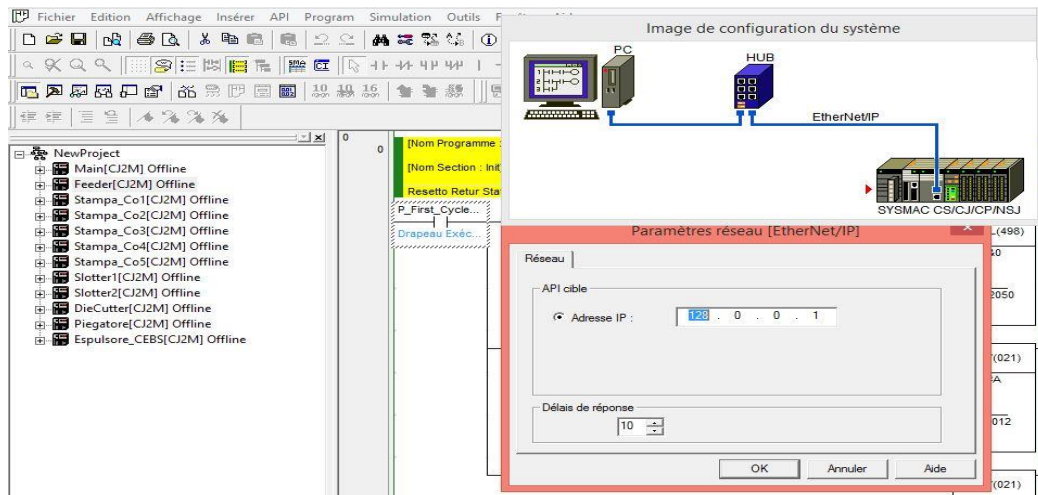 Fichier Edition Affichage Insérer API Program Simulation Outils
Image de configuration du système
PC
HUB
EtherNet/IP
SYSMAC CS/CJ/CP/NSJ
NewProject
Main[CJ2M] Offline
Feeder[CJ2M] Offline
Stampa_Co1[CJ2M] Offline
Stampa_Co2[CJ2M] Offline
Stampa_Co3[CJ2M] Offline
Stampa_Co4[CJ2M] Offline
Stampa_Co5[CJ2M] Offline
Slotter1[CJ2M] Offline
Slotter2[CJ2M] Offline
DieCutter[CJ2M] Offline
Piegatore[CJ2M] Offline
Espulsore_CEBS[CJ2M] Offline
0
0
[Nom Programme :
[Nom Section : Init
Resetto Retur Sta
P_First_Cycle...
Drapeau Exéc...
Paramètres réseau [EtherNet/IP]
Réseau
API cible
Adresse IP :
128 . 0 . 0 . 1
Délais de réponse
10
OK Annuler Aide
(498)
2050
(021)
012
(021)